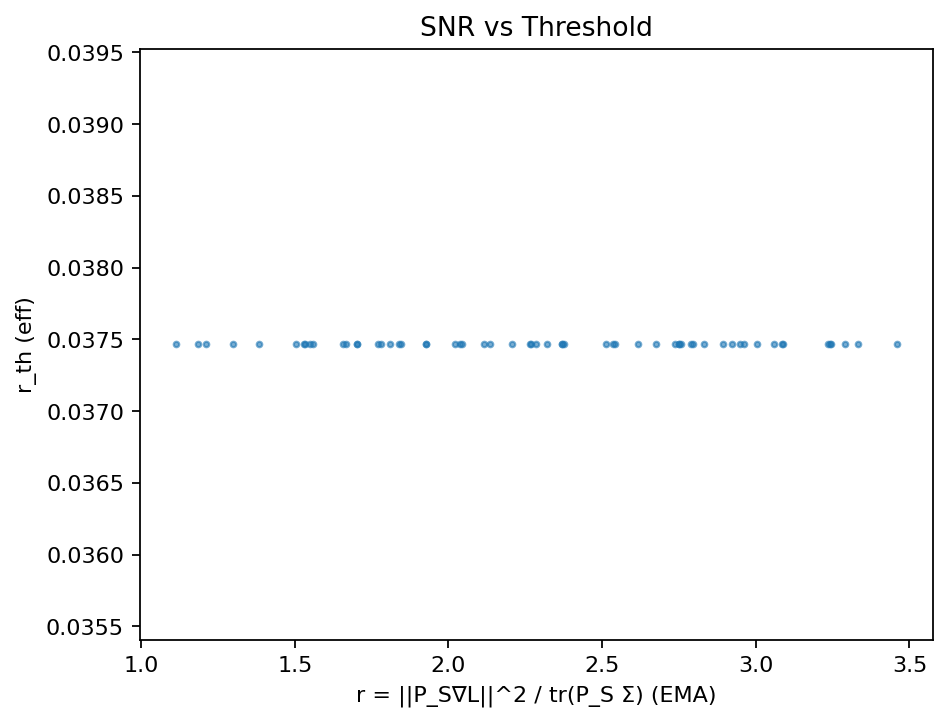 SNR vs Threshold
0.0395
0.0390
0.0385
0.0380
0.0375
0.0370
0.0365
0.0360
0.0355
r_th (eff)
1.0 1.5 2.0 2.5 3.0 3.5
r = ||P_S∇L||^2 / tr(P_S Σ) (EMA)